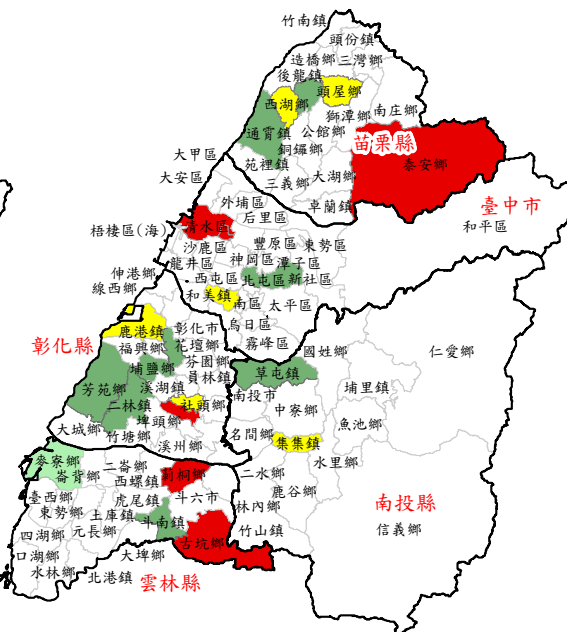 竹南鎮
頭份鎮
造橋鄉
三灣鄉
後龍鎮
頭屋鄉
西湖鄉
獅潭鄉
南庄鄉
通霄鎮
公館鄉
苗栗縣
銅鑼鄉
大甲區
苑裡鎮
泰安鄉
大安區
三義鄉
大湖鄉
外埔區
卓蘭鎮
臺中市
后里區
梧棲區(海)
清水區
和平區
沙鹿區
豐原區
東勢區
龍井區
神岡區
潭子區
伸港鄉
西屯區
北屯區
新社區
線西鄉
和美鎮
南區
太平區
鹿港鎮
彰化市
烏日區
彰化縣
福興鄉
花壇鄉
霧峰區
國姓鄉
仁愛鄉
埔鹽鄉
芬園鄉
員林鎮
草屯鎮
芳苑鄉
溪湖鎮
南投市
埔里鎮
二林鎮
社頭鄉
中寮鄉
大城鄉
竹塘鄉
埤頭鄉
魚池鄉
溪州鄉
名間鄉
集集鎮
麥寮鄉
崙背鄉
二崙鄉
莿桐鄉
二水鄉
水里鄉
西螺鎮
臺西鄉
虎尾鎮
斗六市
林內鄉
鹿谷鄉
南投縣
東勢鄉
土庫鎮
斗南鎮
竹山鎮
信義鄉
四湖鄉
元長鄉
古坑鄉
口湖鄉
大埤鄉
水林鄉
北港鎮
雲林縣